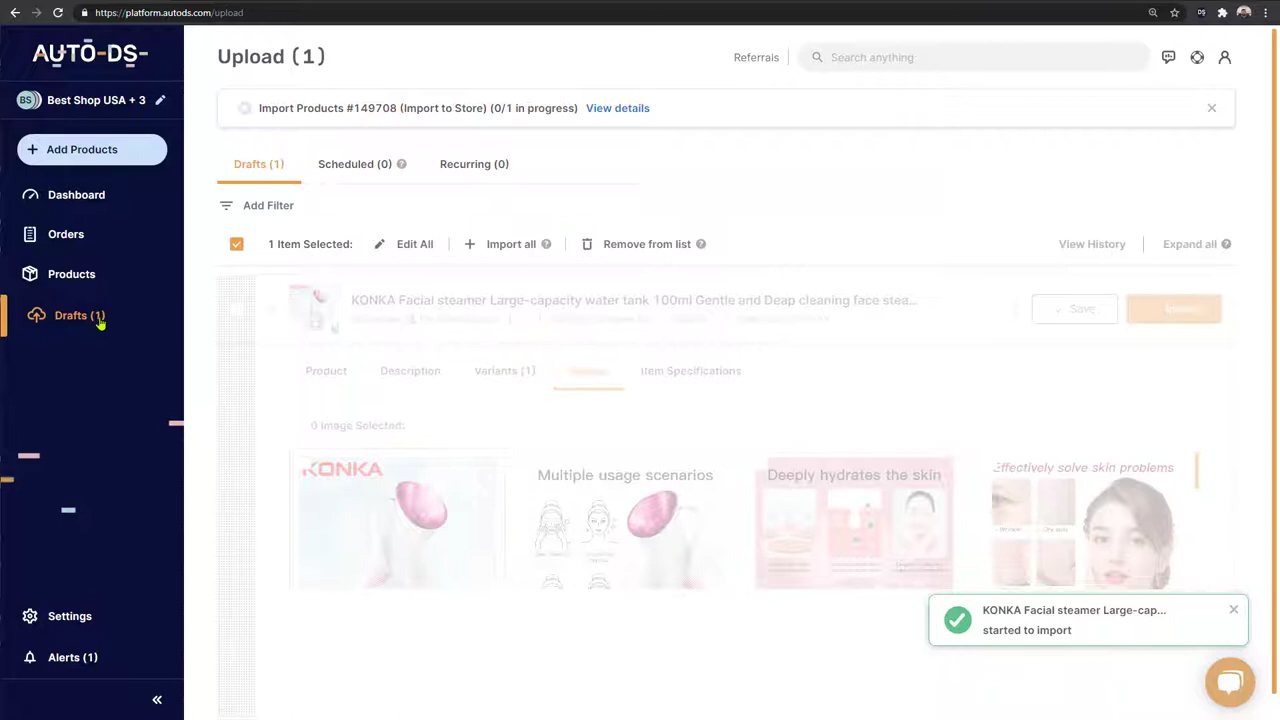 https://platform.autods.com/upload
AUTO-DS
Upload (1)
Referrals
Search anything
BS
Best Shop USA + 3
Import Products #149708 (Import to Store) (0/1 in progress) View details
+ Add Products
Drafts (1)
Scheduled (0)
Recurring (0)
Dashboard
Add Filter
Orders
1 Item Selected:
Edit All
Import all
Remove from list
View History
Expand all
Products
KONKA Facial steamer Large-capacity water tank 100ml Gentle and Deap cleaning face stea...
Save
Drafts (1)
Product
Description
Variants (1)
Item Specifications
0 Image Selected:
KONKA
Multiple usage scenarios
Deeply hydrates the skin
Effectively solve skin problems
Settings
KONKA Facial steamer Large-cap...
started to import
Alerts (1)